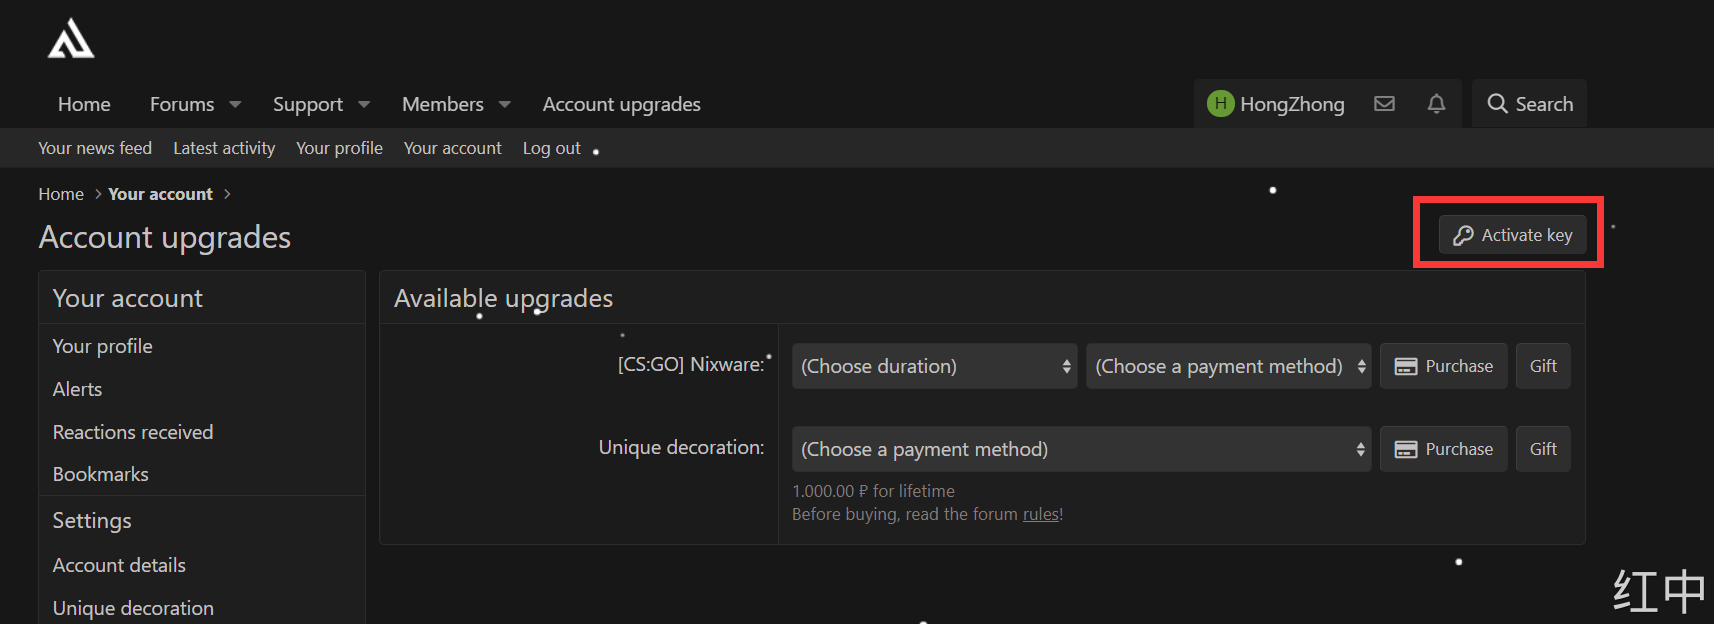 Home Forums Support Members Account upgrades H HongZhong Search
Your news feed Latest activity Your profile Your account Log out
Home Your account
Account upgrades
Activate key
Your account
Your profile
Alerts
Reactions received
Bookmarks
Settings
Account details
Unique decoration
Available upgrades
[CS:GO] Nixware: (Choose duration) (Choose a payment method) Purchase Gift
Unique decoration: (Choose a payment method) Purchase Gift
1.000.00 ₽ for lifetime
Before buying, read the forum rules!
红中